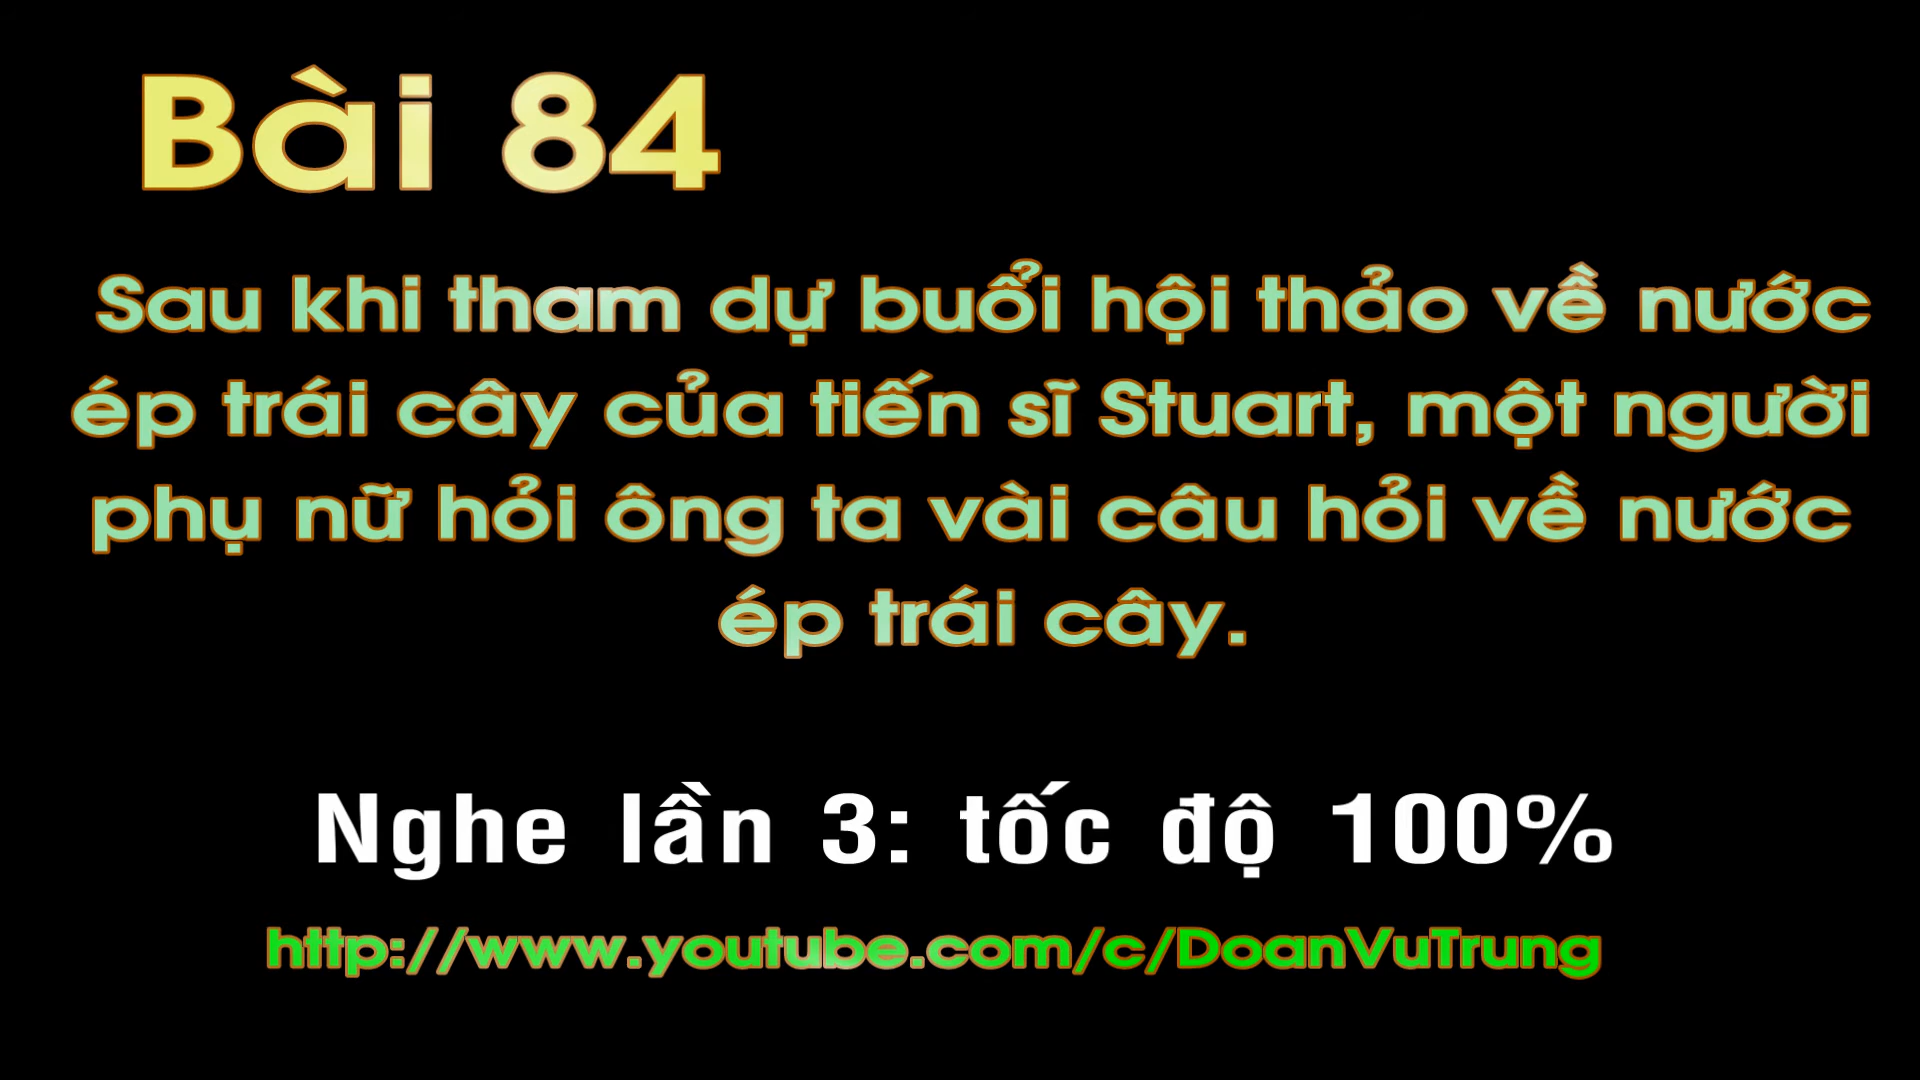 Bài 84
Sau khi tham dự buổi hội thảo về nước
ép trái cây của tiến sĩ Stuart, một người
phụ nữ hỏi ông ta vài câu hỏi về nước
ép trái cây.
Nghe lần 3: tốc độ 100%
http://www.youtube.com/c/DoanVuTrung